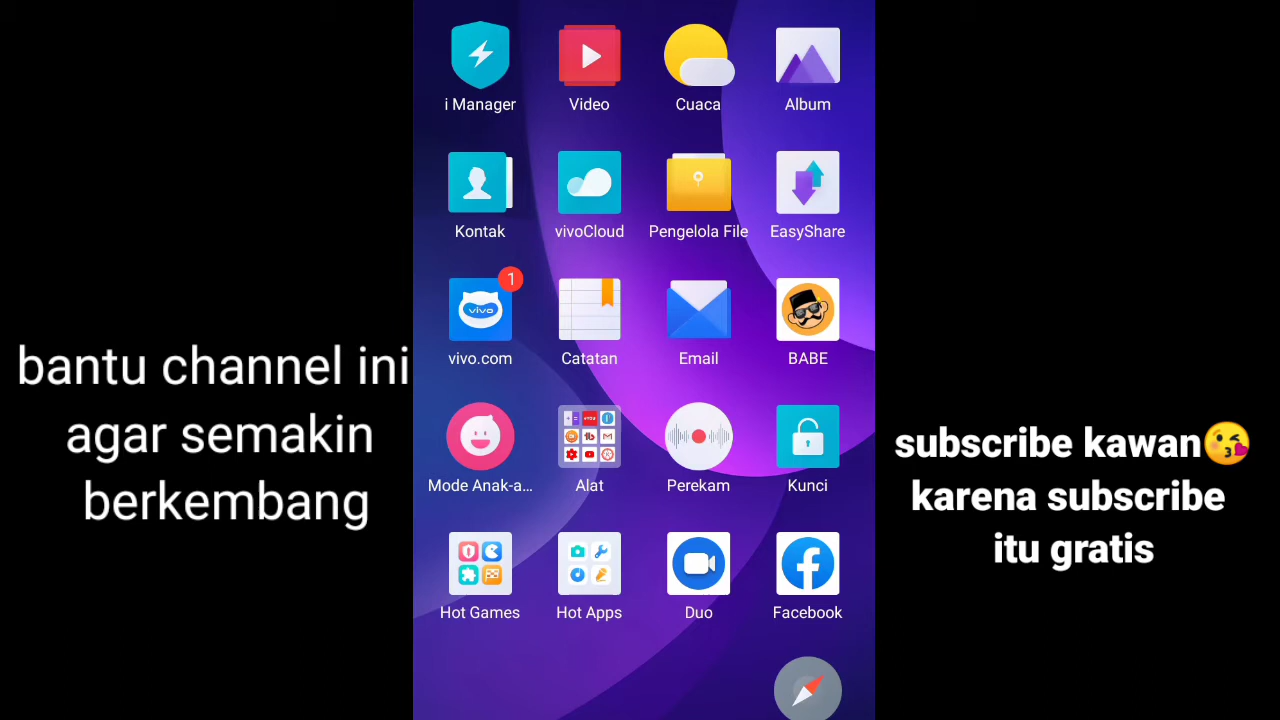 i Manager
Video
Cuaca
Album
Kontak
vivoCloud
Pengelola File
EasyShare
1
vivo
vivo.com
Catatan
Email
BABE
Mode Anak-a...
Alat
Perekam
Kunci
Hot Games
Hot Apps
Duo
Facebook
bantu channel ini
agar semakin
berkembang
subscribe kawan😘
karena subscribe
itu gratis